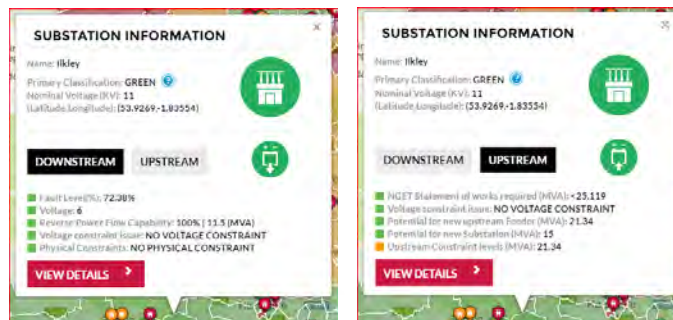 SUBSTATION INFORMATION
Name: Ilkley
Primary Classification: GREEN
Nominal Voltage (KV): 11
(Latitude,Longitude): (53.9269,-1.83554)
DOWNSTREAM UPSTREAM
Fault Level(%): 72.38%
Voltage: 6
Reverse Power Flow Capability: 100% | 11.5 (MVA)
Voltage constraint issue: NO VOLTAGE CONSTRAINT
Physical Constraints: NO PHYSICAL CONSTRAINT
VIEW DETAILS
SUBSTATION INFORMATION
Name: Ilkley
Primary Classification: GREEN
Nominal Voltage (KV): 11
(Latitude,Longitude): (53.9269,-1.83554)
DOWNSTREAM UPSTREAM
NGET Statement of works required (MVA): <25.119
Voltage constraint issue: NO VOLTAGE CONSTRAINT
Potential for new upstream Feeder (MVA): 21.34
Potential for new Substation (MVA): 15
Upstream Constraint levels (MVA): 21.34
VIEW DETAILS